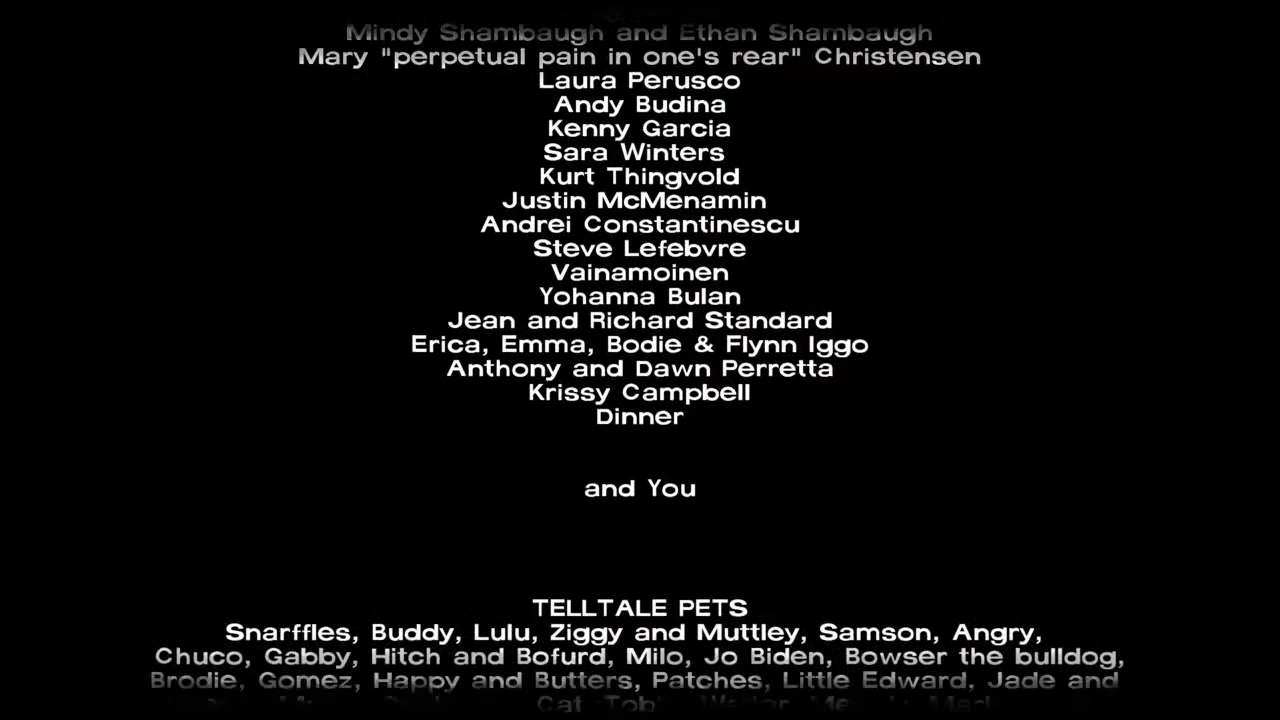 Mindy Shambaugh and Ethan Shambaugh
Mary "perpetual pain in one's rear" Christensen
Laura Perusco
Andy Budina
Kenny Garcia
Sara Winters
Kurt Thingvold
Justin McMenamin
Andrei Constantinescu
Steve Lefebvre
Vainamoinen
Yohanna Bulan
Jean and Richard Standard
Erica, Emma, Bodie & Flynn Iggo
Anthony and Dawn Perretta
Krissy Campbell
Dinner
and You
TELLTALE PETS
Snarffles, Buddy, Lulu, Ziggy and Muttley, Samson, Angry,
Chuco, Gabby, Hitch and Bofurd, Milo, Jo Biden, Bowser the bulldog,
Brodie, Gomez, Happy and Butters, Patches, Little Edward, Jade and
Cat,